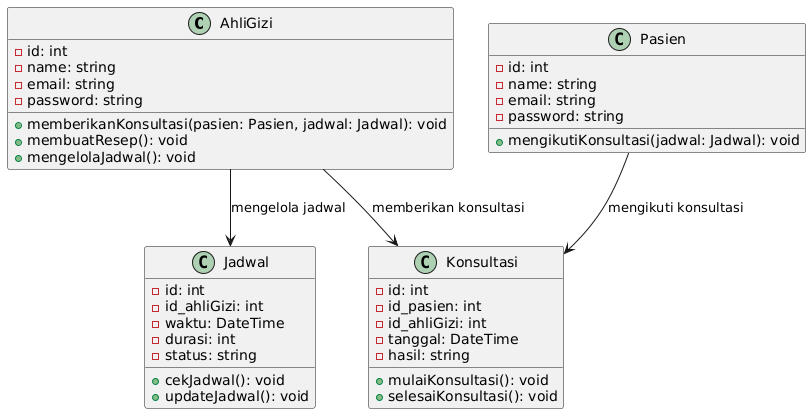 C AhliGizi
id: int
name: string
email: string
password: string
memberikanKonsultasi(pasien: Pasien, jadwal: Jadwal): void
membuatResep(): void
mengelolaJadwal(): void
C Pasien
id: int
name: string
email: string
password: string
mengikutiKonsultasi(jadwal: Jadwal): void
mengelola jadwal
memberikan konsultasi
mengikuti konsultasi
C Jadwal
id: int
id_ahliGizi: int
waktu: DateTime
durasi: int
status: string
cekJadwal(): void
updateJadwal(): void
C Konsultasi
id: int
id_pasien: int
id_ahliGizi: int
tanggal: DateTime
hasil: string
mulaiKonsultasi(): void
selesaiKonsultasi(): void